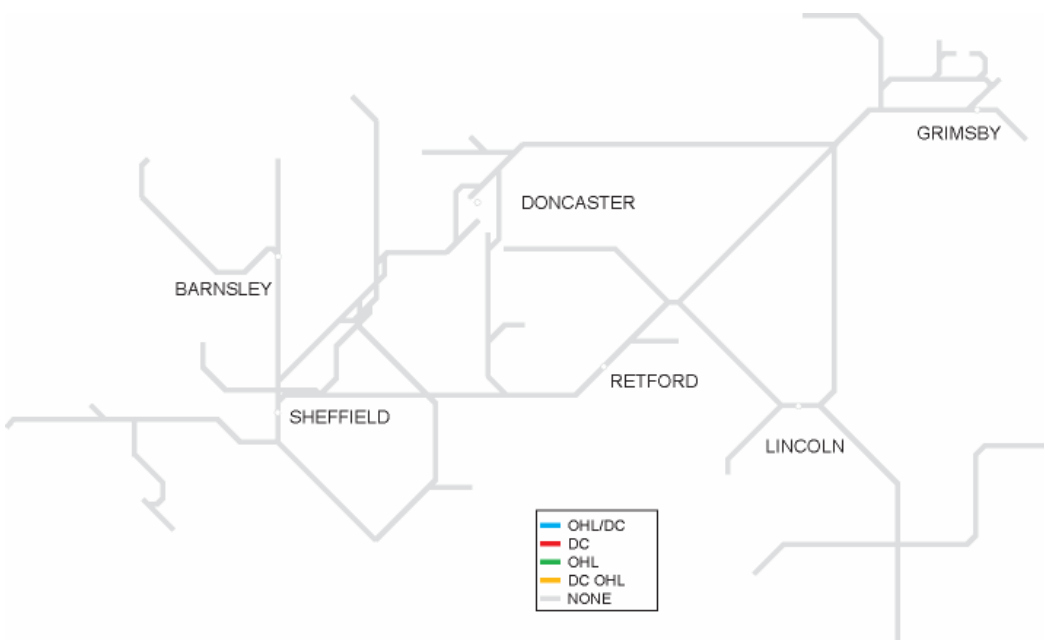 GRIMSBY
DONCASTER
BARNSLEY
RETFORD
SHEFFIELD
LINCOLN
OHL/DC
DC
OHL
DC OHL
NONE